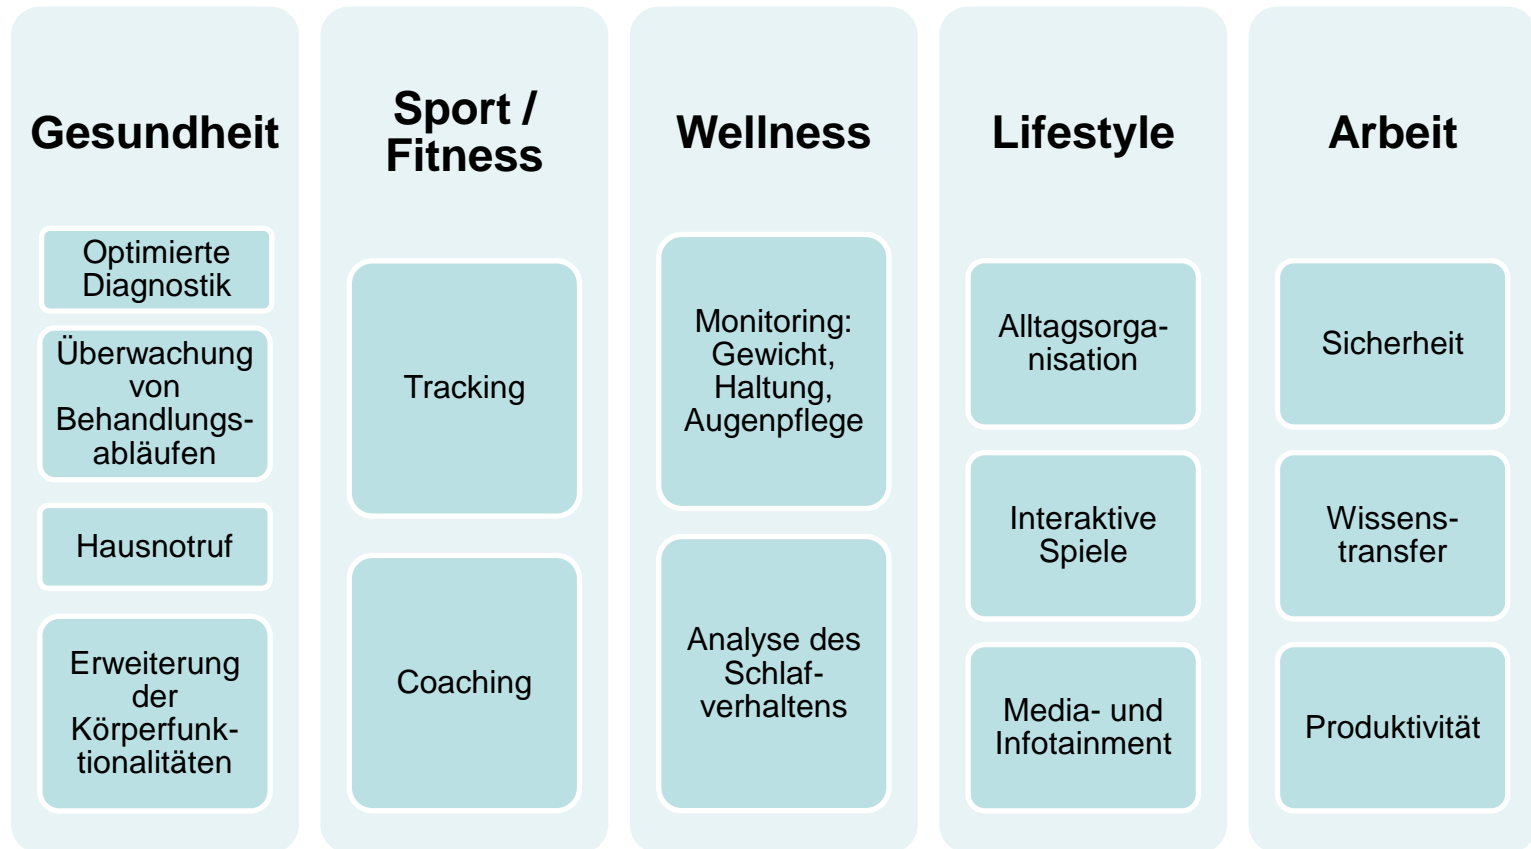 Gesundheit
Optimierte
Diagnostik
Überwachung
von
Behandlungs-
abläufen
Hausnotruf
Erweiterung
der
Körperfunk-
tionalitäten
Sport /
Fitness
Tracking
Coaching
Wellness
Monitoring:
Gewicht,
Haltung,
Augenpflege
Analyse des
Schlaf-
verhaltens
Lifestyle
Alltagsorga-
nisation
Interaktive
Spiele
Media- und
Infotainment
Arbeit
Sicherheit
Wissens-
transfer
Produktivität